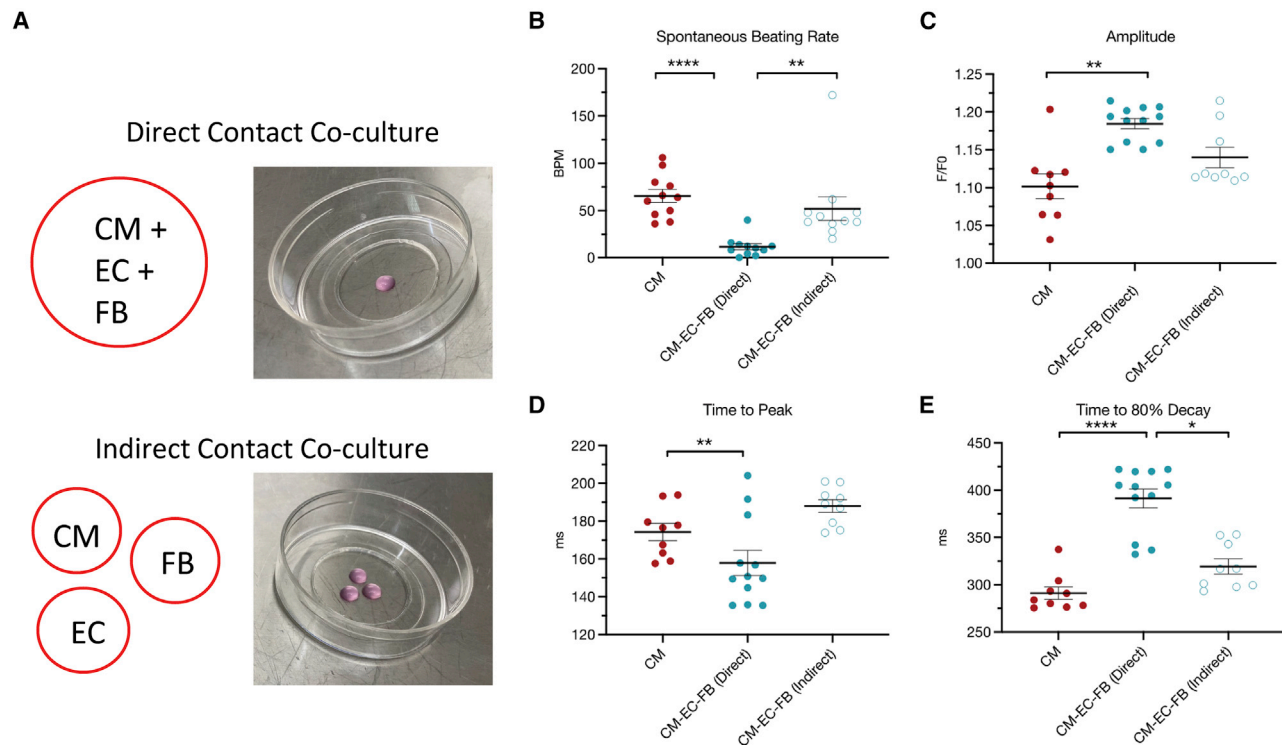 A
Direct Contact Co-culture
CM +
EC +
FB
Indirect Contact Co-culture
CM
FB
EC
B
Spontaneous Beating Rate
****
**
200
150
100
50
0
BPM
CM
CM-EC-FB (Direct)
CM-EC-FB (Indirect)
C
Amplitude
**
1.25
1.20
1.15
1.10
1.05
1.00
F/F0
CM
CM-EC-FB (Direct)
CM-EC-FB (Indirect)
D
Time to Peak
**
220
200
180
160
140
120
ms
CM
CM-EC-FB (Direct)
CM-EC-FB (Indirect)
E
Time to 80% Decay
****
*
450
400
350
300
250
ms
CM
CM-EC-FB (Direct)
CM-EC-FB (Indirect)